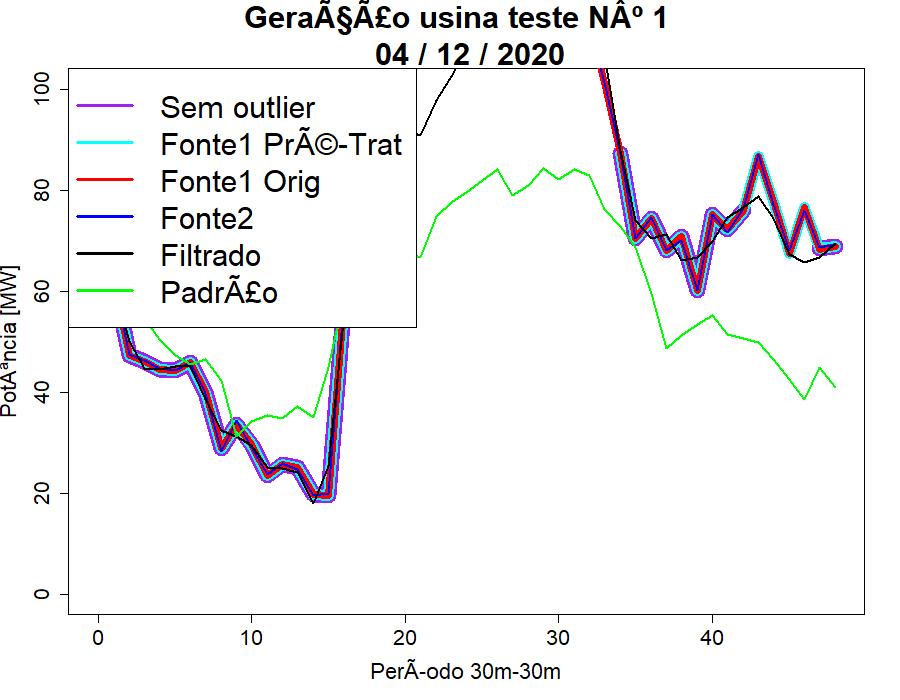 GeraÃ§Ã£o usina teste NÂº 1
04 / 12 / 2020
Sem outlier
Fonte1 PrÃ©-Trat
Fonte1 Orig
Fonte2
Filtrado
PadrÃ£o
PotÃªncia [MW]
100
80
60
40
20
0
0 10 20 30 40
PerÃ-odo 30m-30m